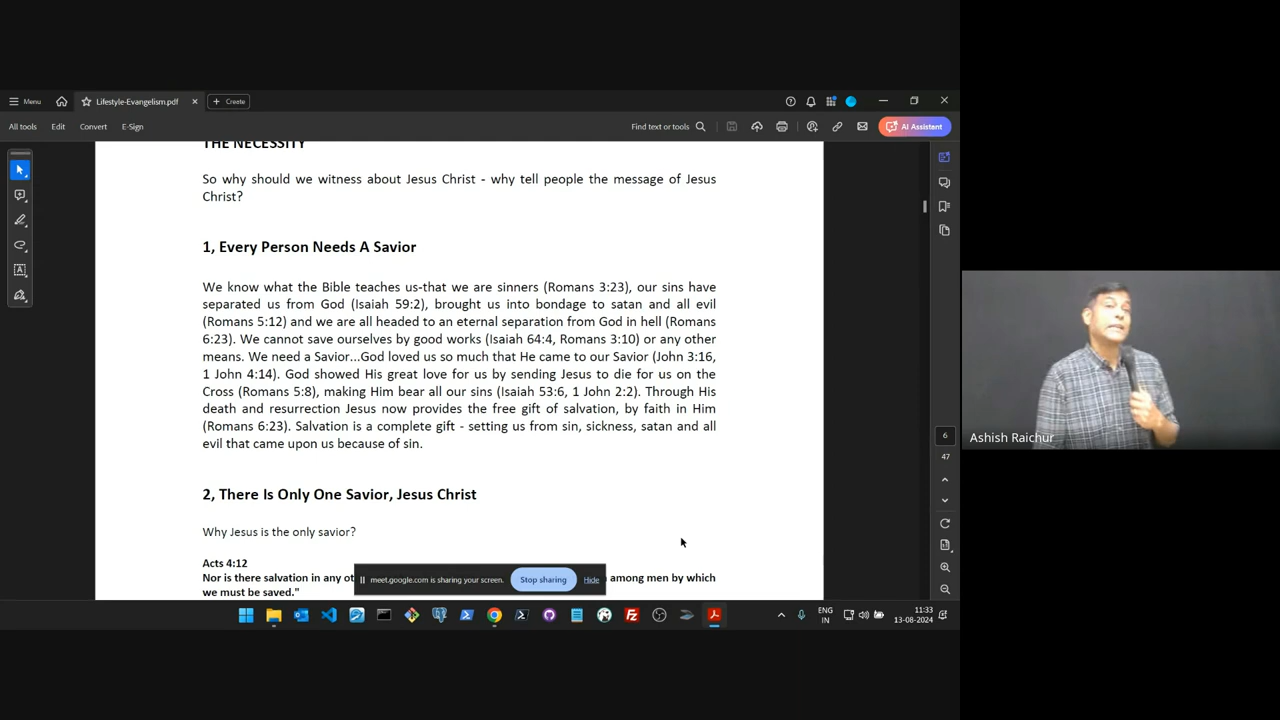 Menu
Lifestyle-Evangelism.pdf
Create
All tools
Edit
Convert
E-Sign
Find text or tools
AI Assistant
THE NECESSITY
So why should we witness about Jesus Christ - why tell people the message of Jesus
Christ?
1, Every Person Needs A Savior
We know what the Bible teaches us-that we are sinners (Romans 3:23), our sins have
separated us from God (Isaiah 59:2), brought us into bondage to satan and all evil
(Romans 5:12) and we are all headed to an eternal separation from God in hell (Romans
6:23). We cannot save ourselves by good works (Isaiah 64:4, Romans 3:10) or any other
means. We need a Savior...God loved us so much that He came to our Savior (John 3:16,
1 John 4:14). God showed His great love for us by sending Jesus to die for us on the
Cross (Romans 5:8), making Him bear all our sins (Isaiah 53:6, 1 John 2:2). Through His
death and resurrection Jesus now provides the free gift of salvation, by faith in Him
(Romans 6:23). Salvation is a complete gift - setting us from sin, sickness, satan and all
evil that came upon us because of sin.
2, There Is Only One Savior, Jesus Christ
Why Jesus is the only savior?
Acts 4:12
Nor is there salvation in any ot
among men by which
we must be saved."
meet.google.com is sharing your screen.
Stop sharing
Hide
6
47
Ashish Raichur
ENG
IN
11:33
13-08-2024